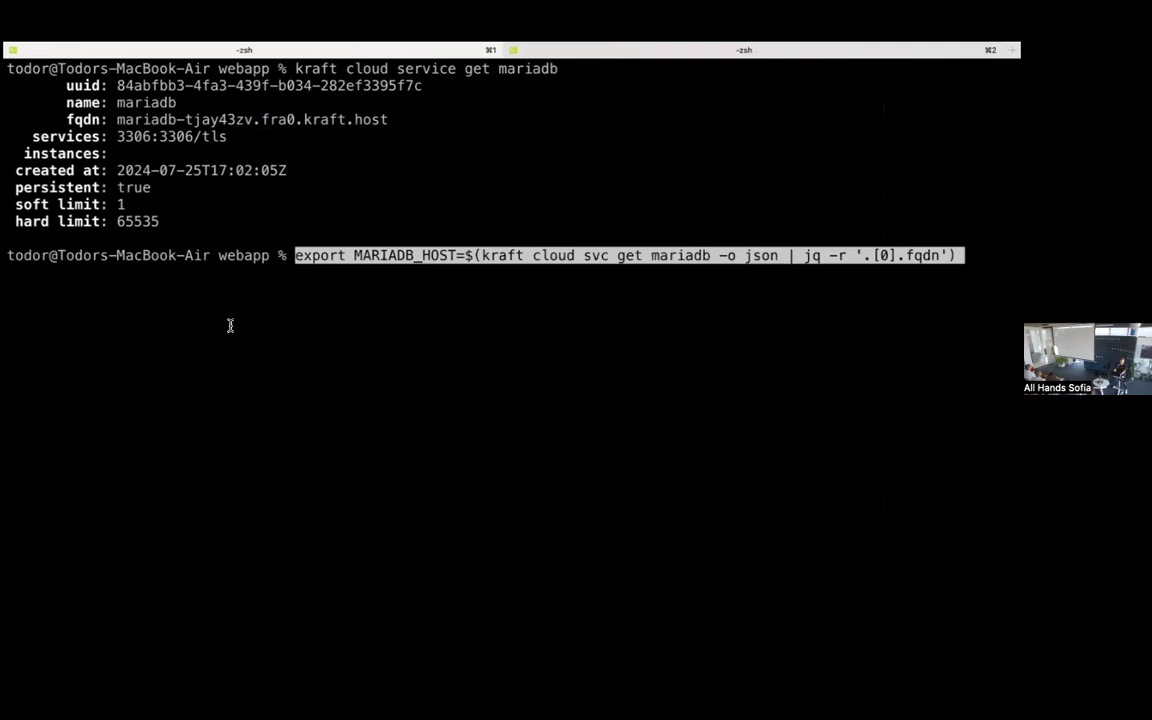 -zsh ⌘1 -zsh ⌘2 +
todor@Todors-MacBook-Air webapp % kraft cloud service get mariadb
uuid: 84abfbb3-4fa3-439f-b034-282ef3395f7c
name: mariadb
fqdn: mariadb-tjay43zv.fra0.kraft.host
services: 3306:3306/tls
instances:
created at: 2024-07-25T17:02:05Z
persistent: true
soft limit: 1
hard limit: 65535
todor@Todors-MacBook-Air webapp % export MARIADB_HOST=$(kraft cloud svc get mariadb -o json | jq -r '.[0].fqdn')
All Hands Sofia